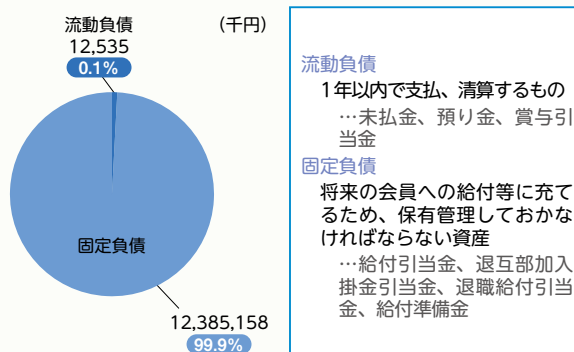 流動負債
(千円)
12,535
0.1%
固定負債
12,385,158
99.9%
流動負債
1年以内で支払、清算するもの
…未払金、預り金、賞与引
当金
固定負債
将来の会員への給付等に充て
るため、保有管理しておかな
ければならない資産
…給付引当金、退互部加入
掛金引当金、退職給付引当
金、給付準備金